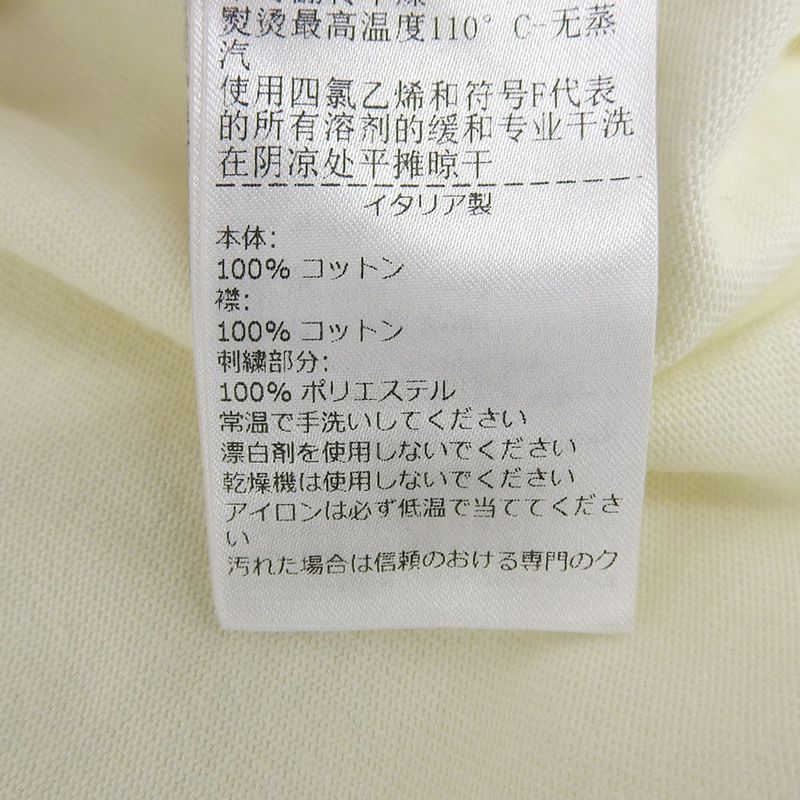 熨烫最高温度110° C-无蒸
汽
使用四氯乙烯和符号F代表
的所有溶剂的缓和专业干洗
在阴凉处平摊晾干
イタリア製
本体:
100% コットン
襟:
100% コットン
刺繍部分:
100% ポリエステル
常温で手洗いしてください
漂白剤を使用しないでください
乾燥機は使用しないでください
アイロンは必ず低温で当ててくださ
い
汚れた場合は信頼のおける専門のク